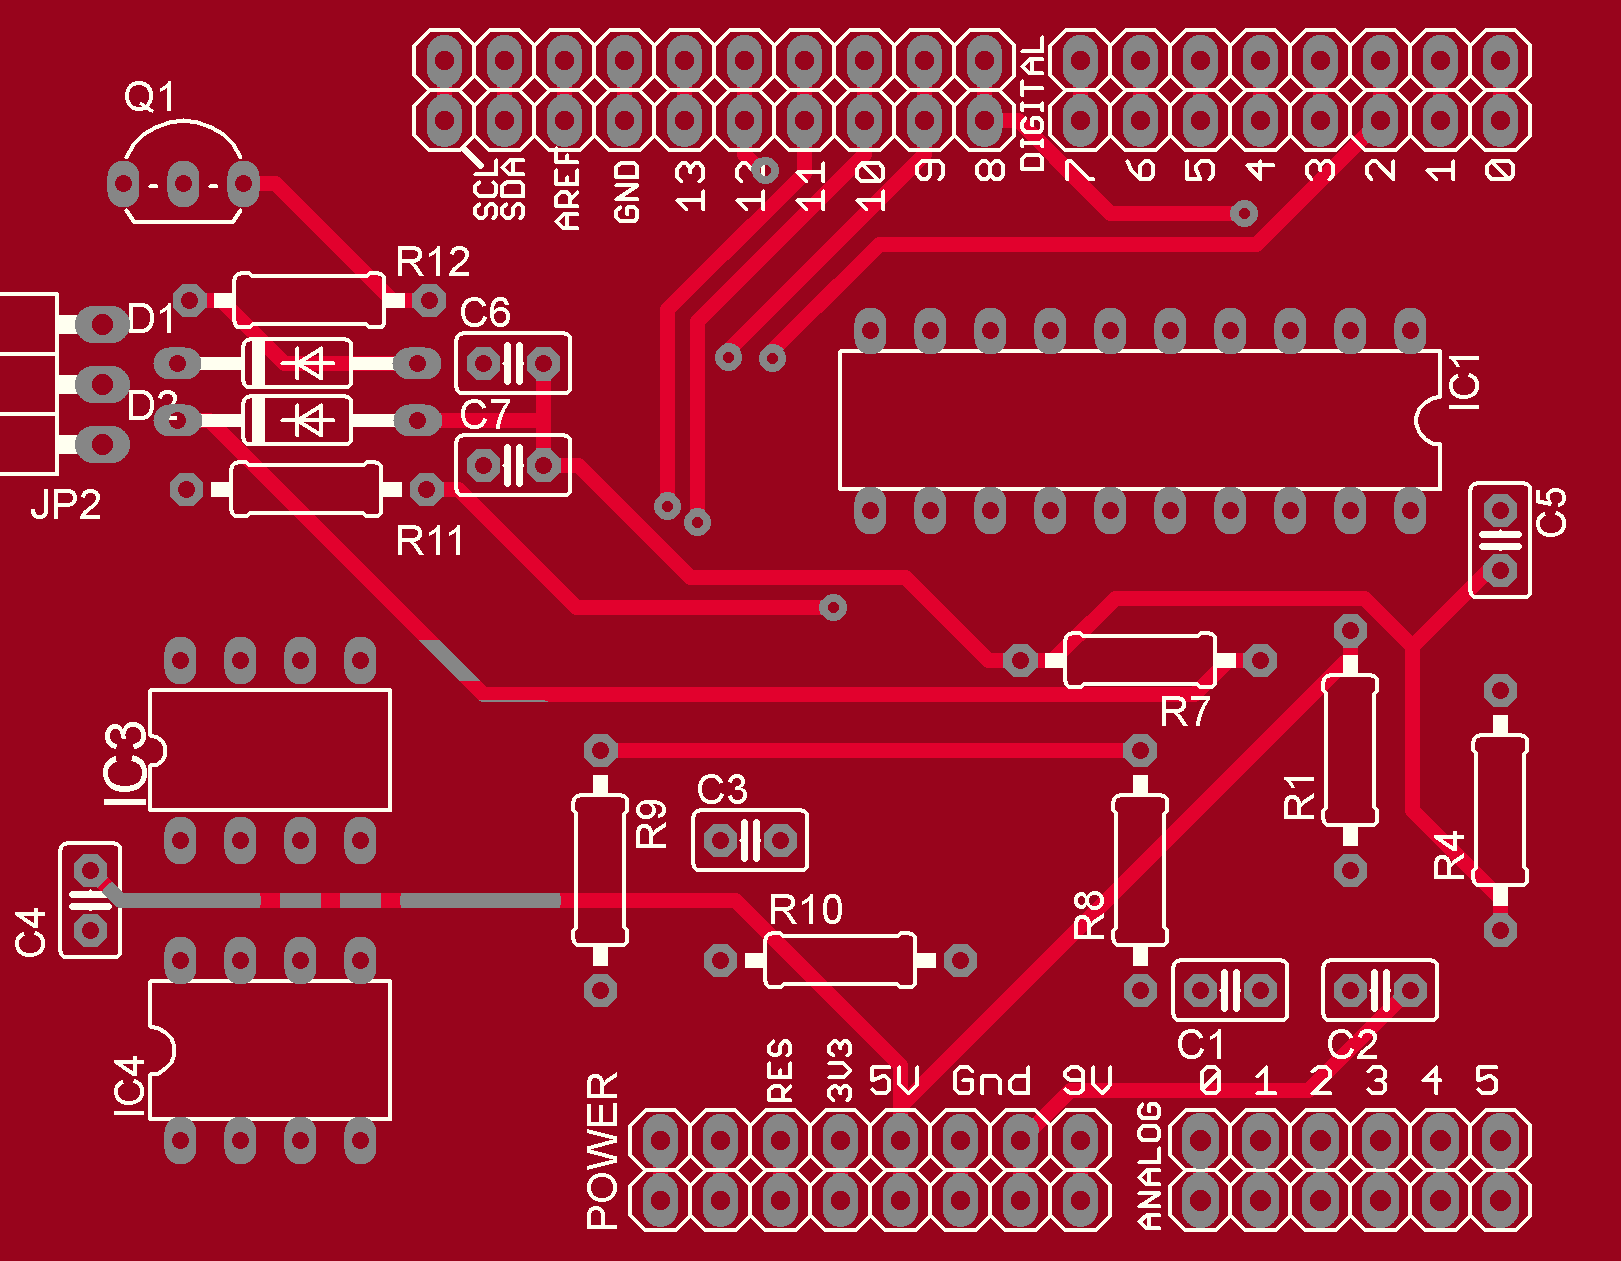 Q1
DIGITAL
SCL
SDA
AREF
GND
13
12
11
10
9
8
7
6
5
4
3
2
1
0
R12
D1
C6
D2
C7
IC1
JP2
R11
C5
R7
IC3
C3
R9
R1
R4
C4
R10
R8
IC4
C1
C2
POWER
RES
3V3
5V
Gnd
9V
ANALOG
0
1
2
3
4
5